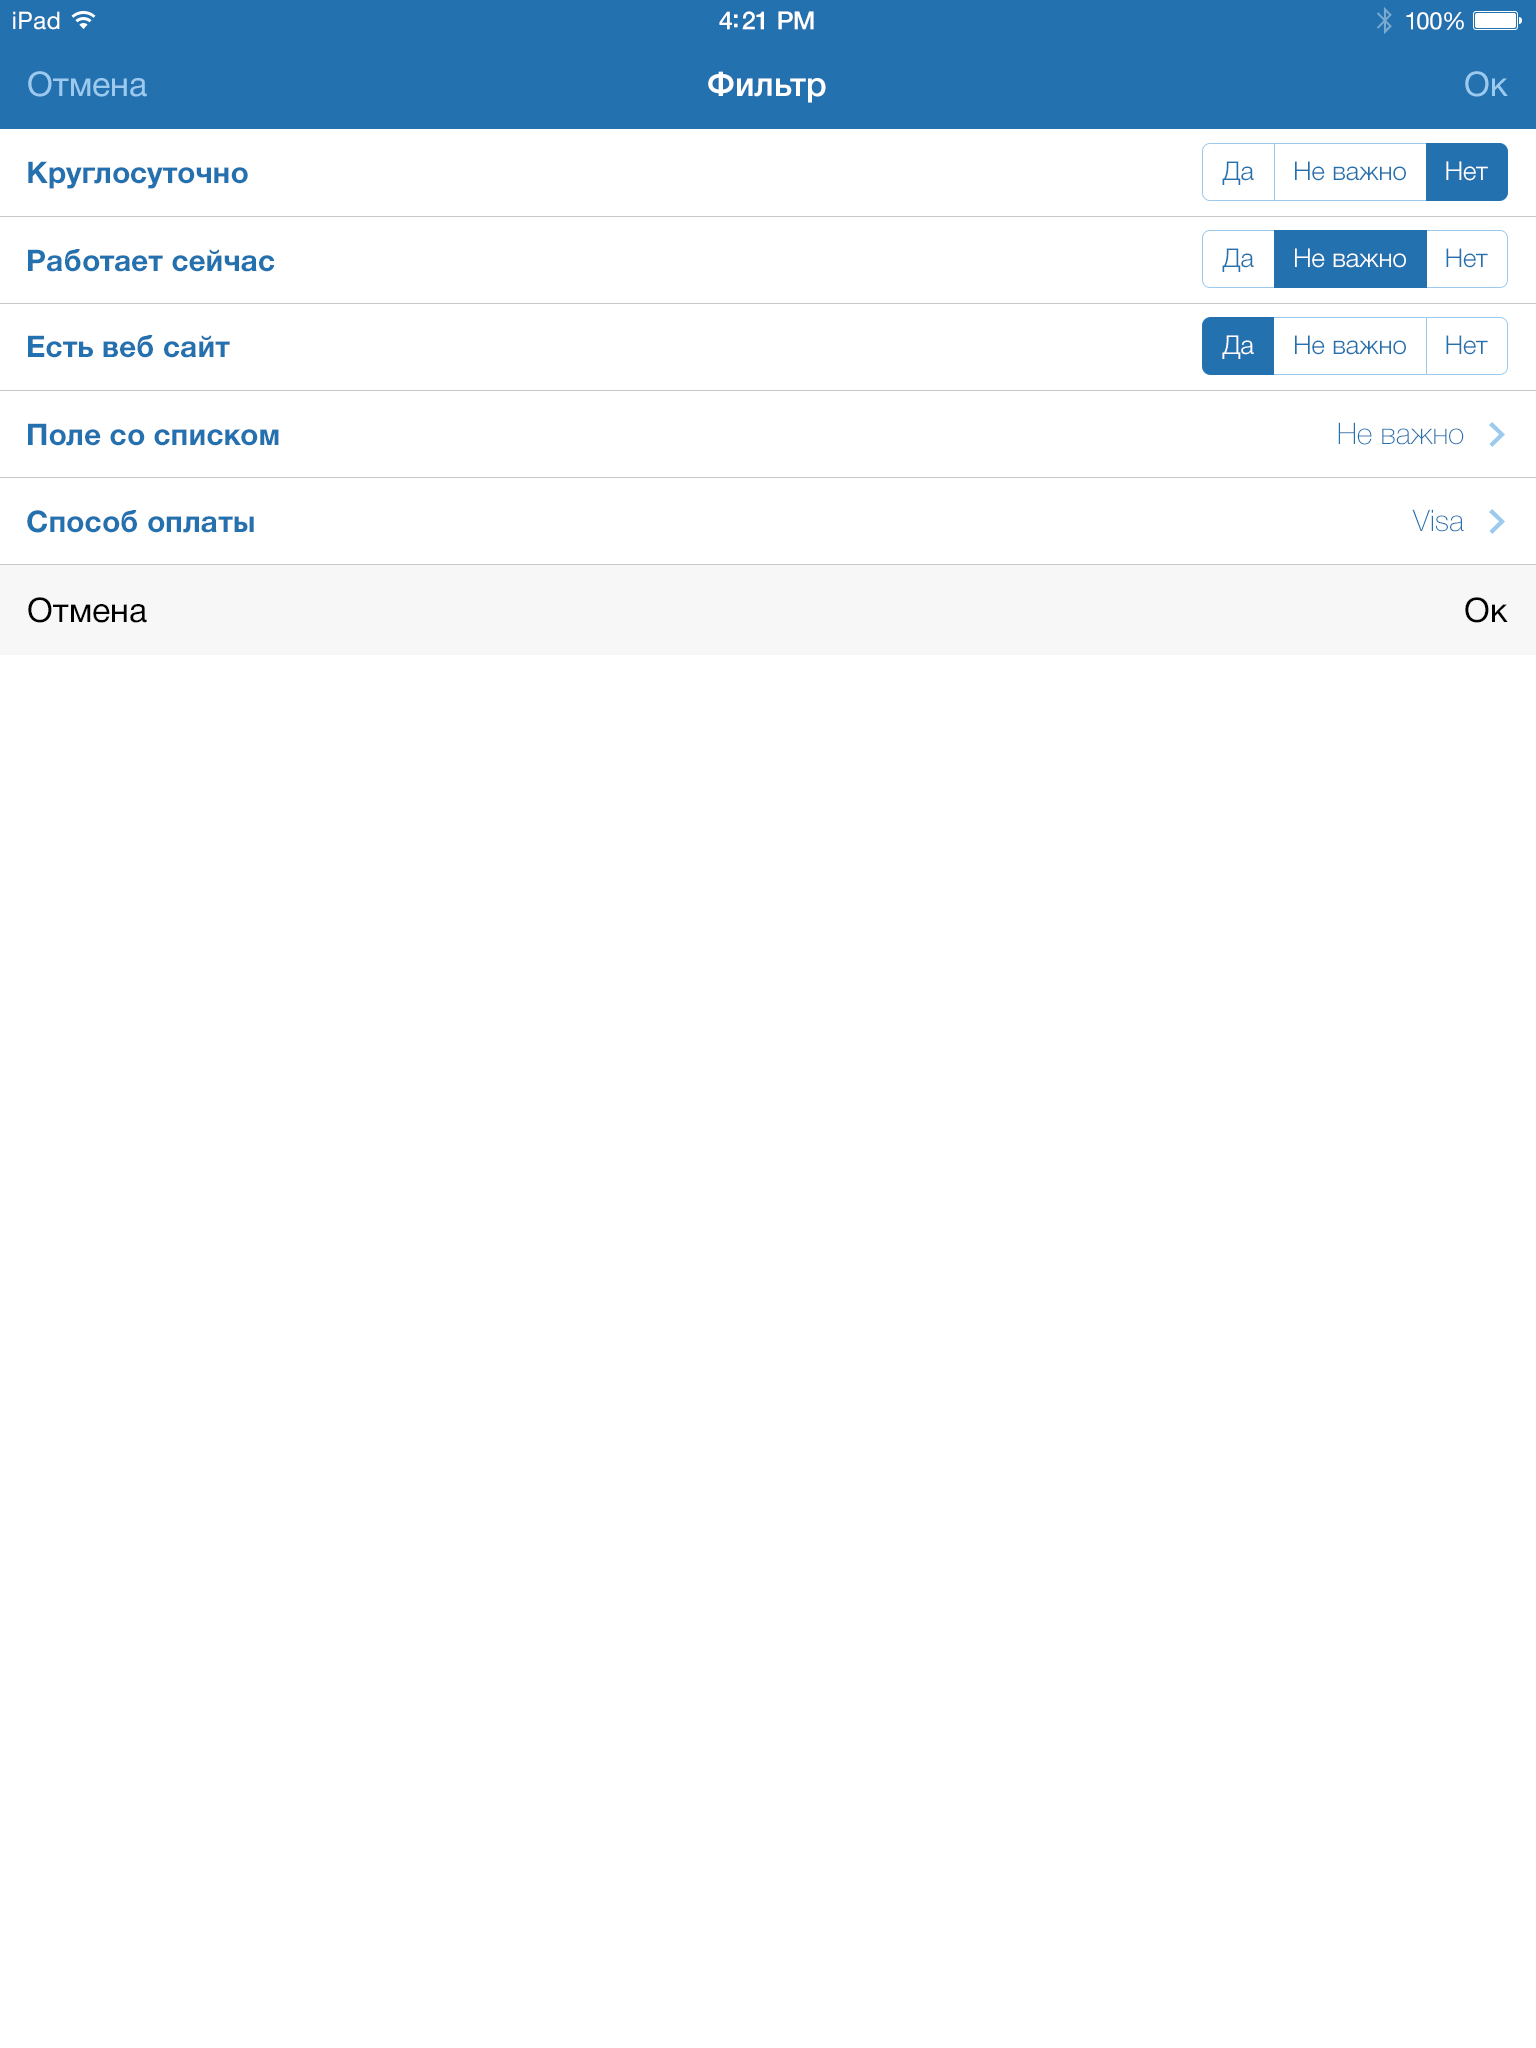 iPad 4:21 PM 100%
Отмена Фильтр Ок
Круглосуточно Да Не важно Нет
Работает сейчас Да Не важно Нет
Есть веб сайт Да Не важно Нет
Поле со списком Не важно
Способ оплаты Visa
Отмена Ок